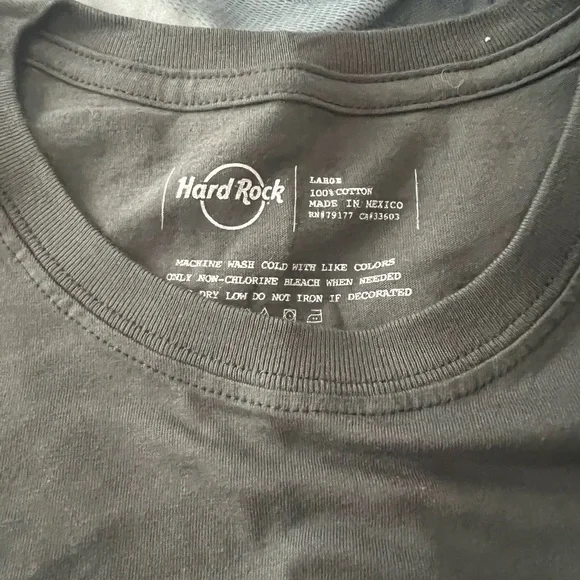 Hard Rock
LARGE
100% COTTON
MADE IN MEXICO
RN#79177 CA#33603
MACHINE WASH COLD WITH LIKE COLORS
ONLY NON-CHLORINE BLEACH WHEN NEEDED
DRY LOW DO NOT IRON IF DECORATED